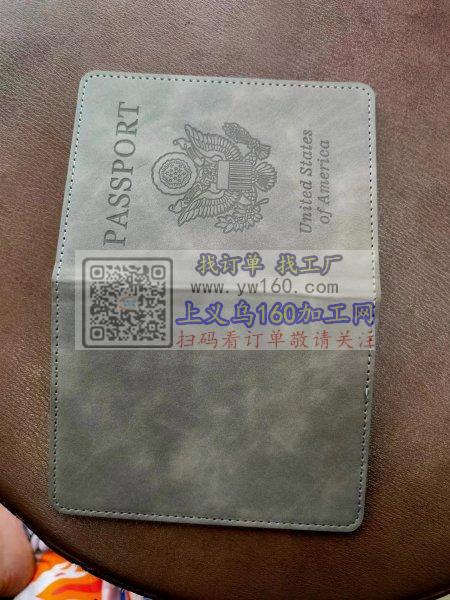 PASSPORT
United States
of America
找订单 找工厂
www.yw160.com
上义乌160加工网
扫码看订单敬请关注